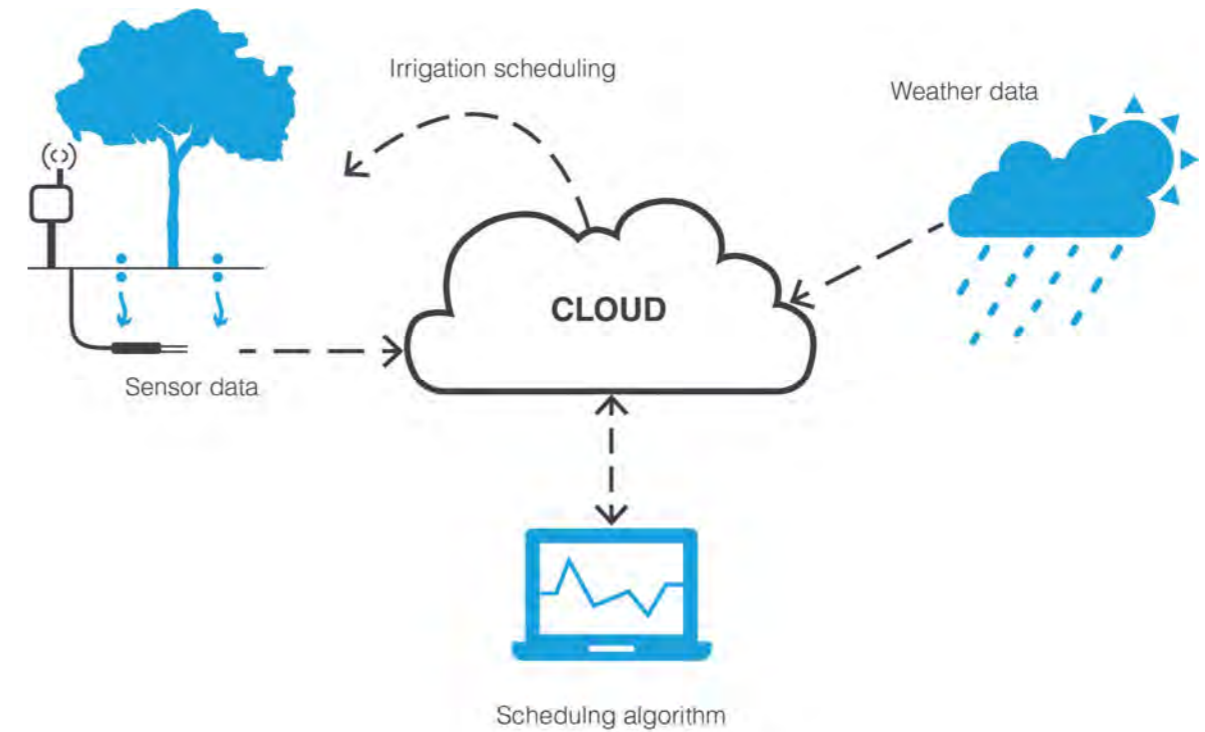 Irrigation scheduling
Weather data
CLOUD
Sensor data
Schedulng algorithm